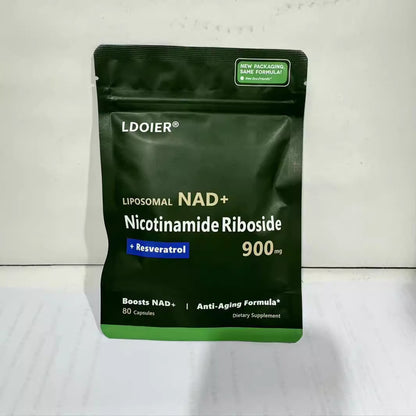 NEW PACKAGING
SAME FORMULA!
LDOIER®
LIPOSOMAL NAD+
Nicotinamide Riboside
+ Resveratrol
900mg
Boosts NAD+ | Anti-Aging Formula*
80 Capsules
Dietary Supplement